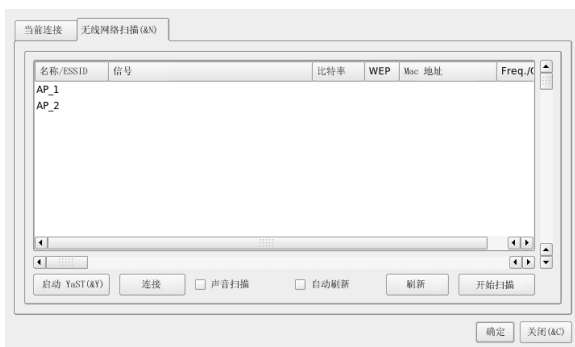 当前连接 无线网络扫描(&N)
名称/ESSID 信号 比特率 WEP Mac 地址 Freq./C
AP_1
AP_2
启动 YaST(&Y) 连接 声音扫描 自动刷新 刷新 开始扫描
确定 关闭(&C)